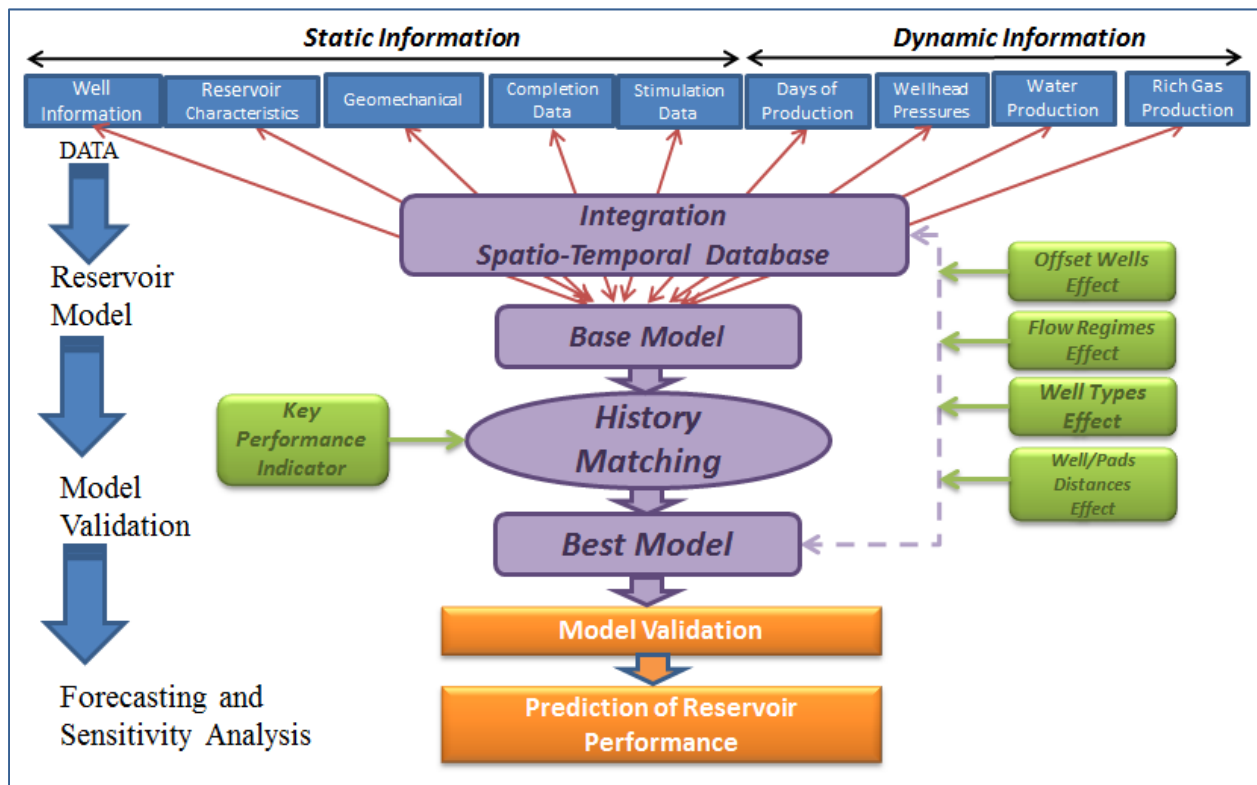 Static Information
Dynamic Information
Well
Information
Reservoir
Characteristics
Geomechanical
Completion
Data
Stimulation
Data
Days of
Production
Wellhead
Pressures
Water
Production
Rich Gas
Production
DATA
Reservoir
Model
Model
Validation
Forecasting and
Sensitivity Analysis
Integration
Spatio-Temporal Database
Base Model
History
Matching
Best Model
Model Validation
Prediction of Reservoir
Performance
Key
Performance
Indicator
Offset Wells
Effect
Flow Regimes
Effect
Well Types
Effect
Well/Pads
Distances
Effect